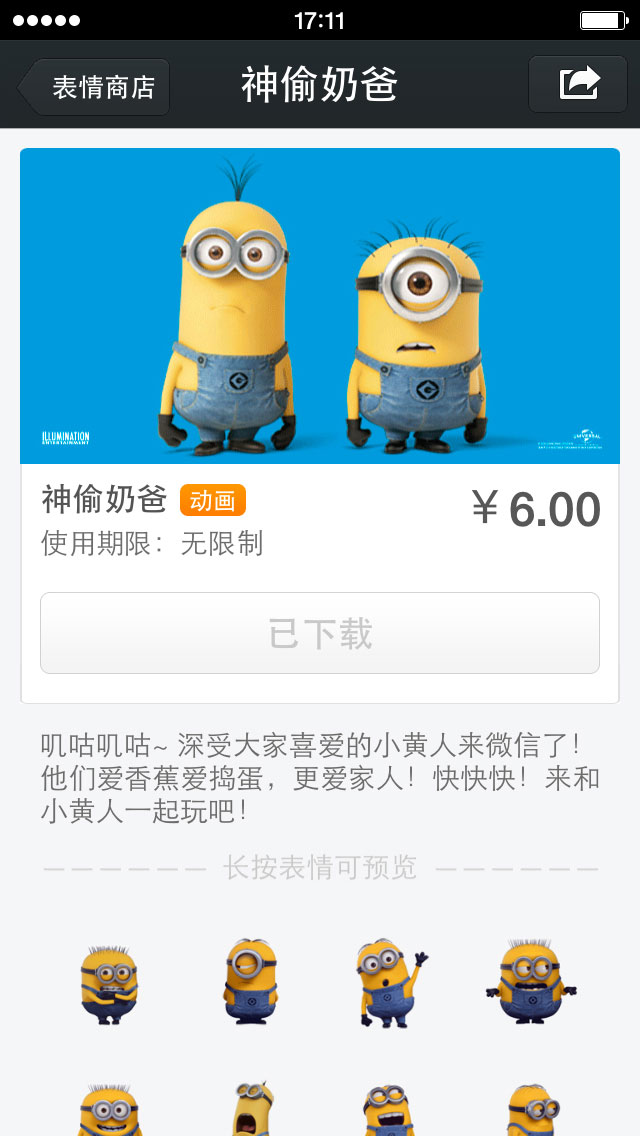 17:11
表情商店
神偷奶爸
ILLUMINATION
ENTERTAINMENT
UNIVERSAL
神偷奶爸 动画
¥ 6.00
使用期限：无限制
已下载
叽咕叽咕~ 深受大家喜爱的小黄人来微信了！
他们爱香蕉爱捣蛋，更爱家人！快快快！来和
小黄人一起玩吧！
长按表情可预览